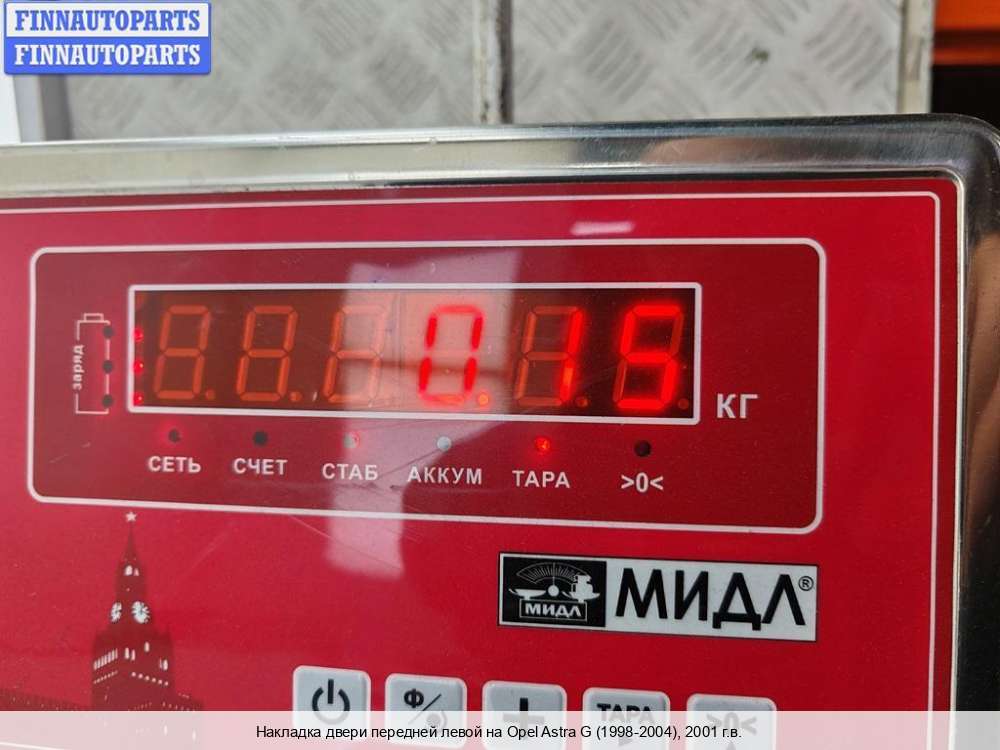 FINNAUTOPARTS
FINNAUTOPARTS
0.15
КГ
заряд
СЕТЬ СЧЕТ СТАБ АККУМ ТАРА >0<
МИДЛ МИДЛ®
Ф
+
ТАРА
>0<
Накладка двери передней левой на Opel Astra G (1998-2004), 2001 г.в.